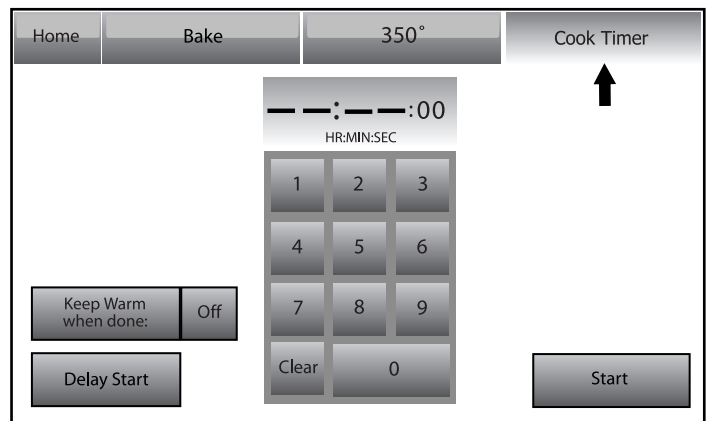 Home Bake 350° Cook Timer
— —:— —:00
HR:MIN:SEC
1 2 3
4 5 6
7 8 9
Clear 0
Keep Warm
when done:
Off
Delay Start
Start